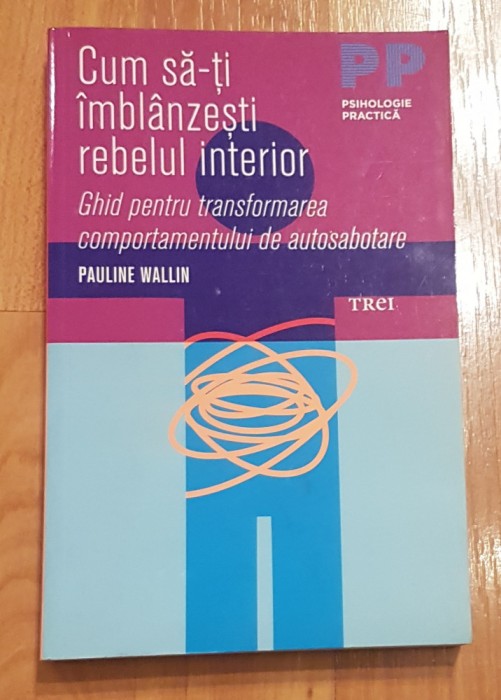 Cum să-ți
îmblânzești
rebelul interior
Ghid pentru transformarea
comportamentului de autosabotare
PAULINE WALLIN
PP
PSIHOLOGIE
PRACTICĂ
TREI